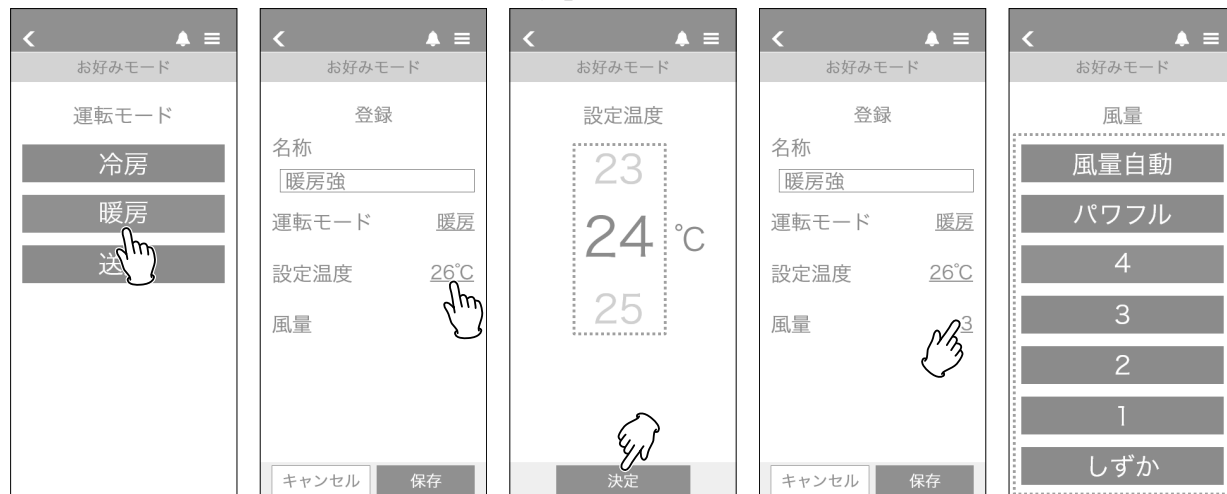 お好みモード
運転モード
冷房
暖房
送
お好みモード
登録
名称
暖房強
運転モード 暖房
設定温度 26℃
風量
キャンセル 保存
お好みモード
設定温度
23
24 ℃
25
決定
お好みモード
登録
名称
暖房強
運転モード 暖房
設定温度 26℃
風量 3
キャンセル 保存
お好みモード
風量
風量自動
パワフル
4
3
2
1
しずか